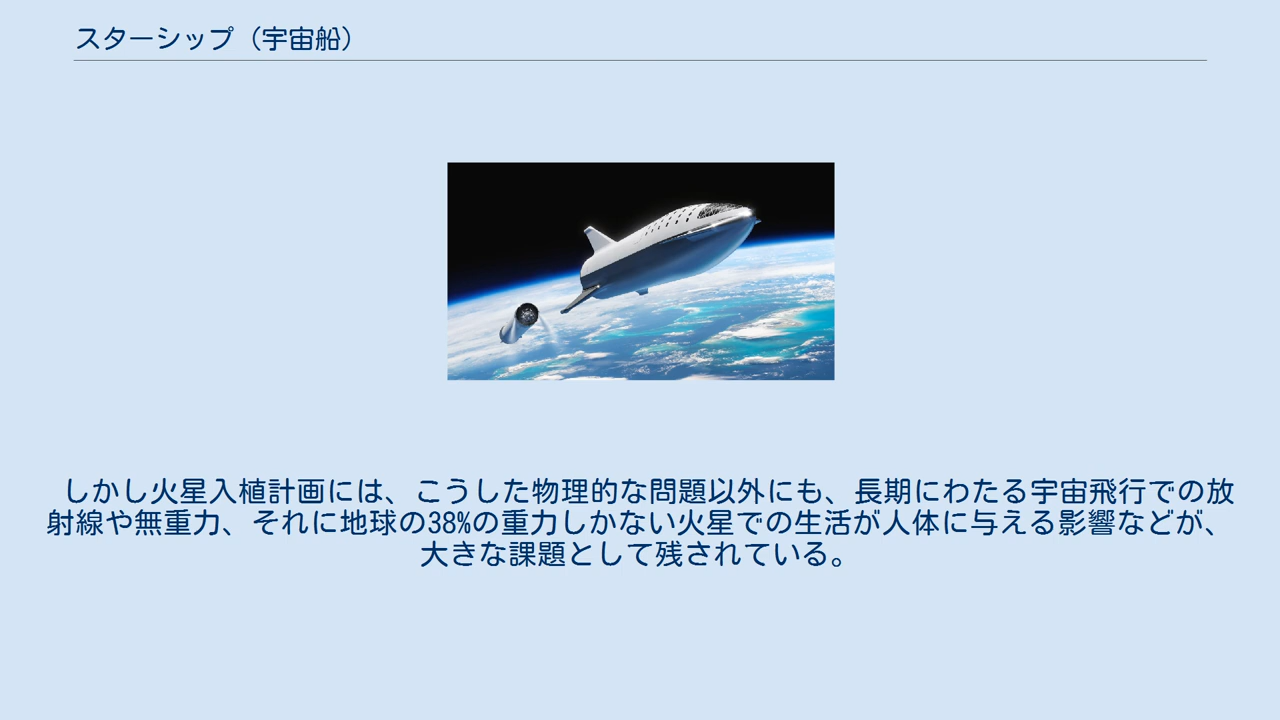 スターシップ（宇宙船）
しかし火星入植計画には、こうした物理的な問題以外にも、長期にわたる宇宙飛行での放
射線や無重力、それに地球の38%の重力しかない火星での生活が人体に与える影響などが、
大きな課題として残されている。